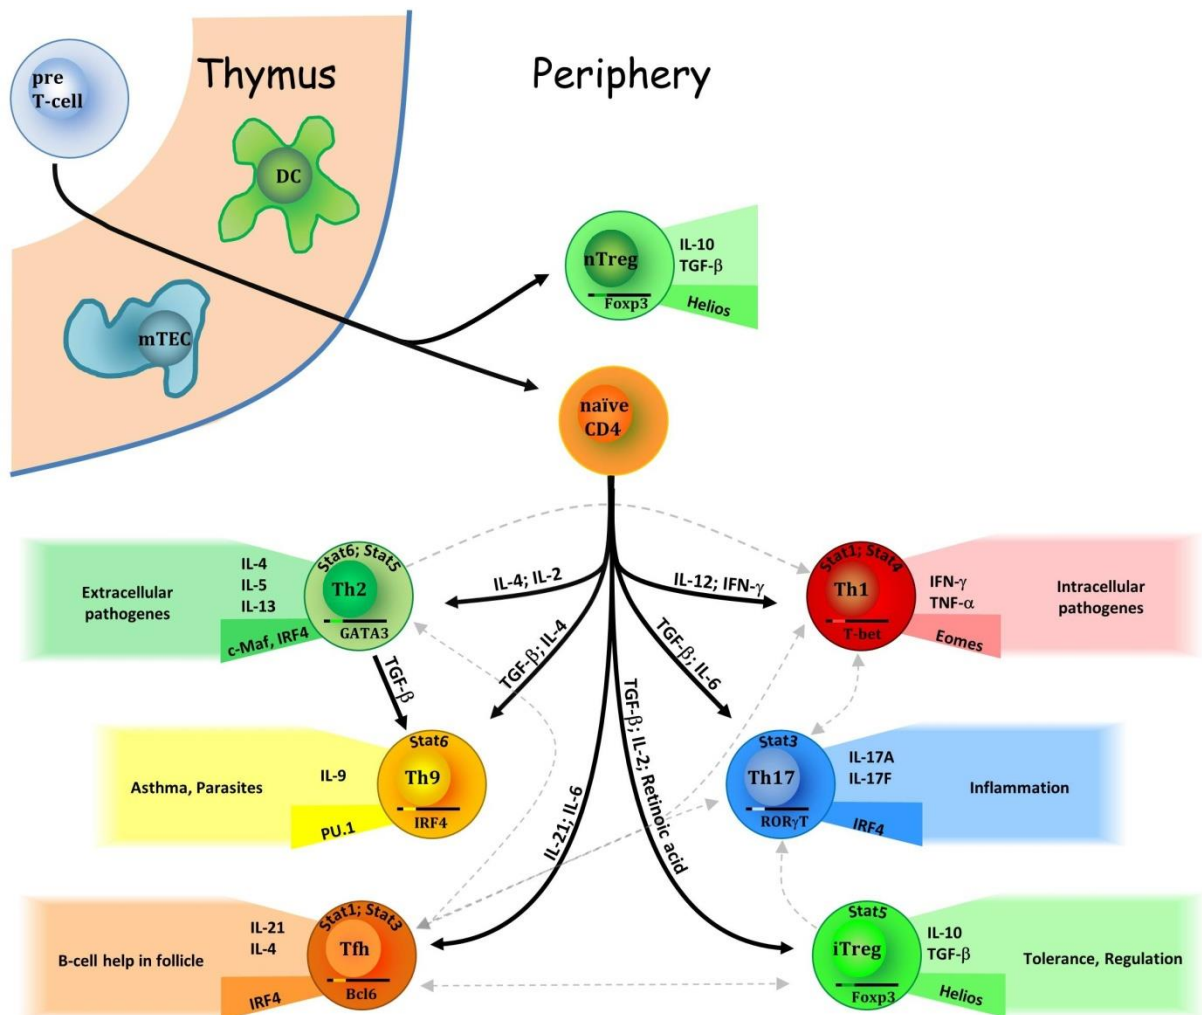 Thymus
Periphery
pre
T-cell
DC
mTEC
nTreg
Foxp3
IL-10
TGF-β
Helios
naïve
CD4
Extracellular
pathogenes
IL-4
IL-5
IL-13
c-Maf, IRF4
Stat6; Stat5
Th2
GATA3
IL-4; IL-2
IL-12; IFN-γ
Stat1; Stat4
Th1
T-bet
IFN-γ
TNF-α
Eomes
Intracellular
pathogenes
TGF-β
TGF-β; IL-4
TGF-β; IL-6
Asthma, Parasites
IL-9
PU.1
Stat6
Th9
IRF4
Stat3
Th17
RORγT
IL-17A
IL-17F
IRF4
Inflammation
IL-21; IL-6
TGF-β; IL-2; Retinoic acid
B-cell help in follicle
IL-21
IL-4
IRF4
Stat1; Stat3
Tfh
Bcl6
Stat5
iTreg
Foxp3
IL-10
TGF-β
Helios
Tolerance, Regulation